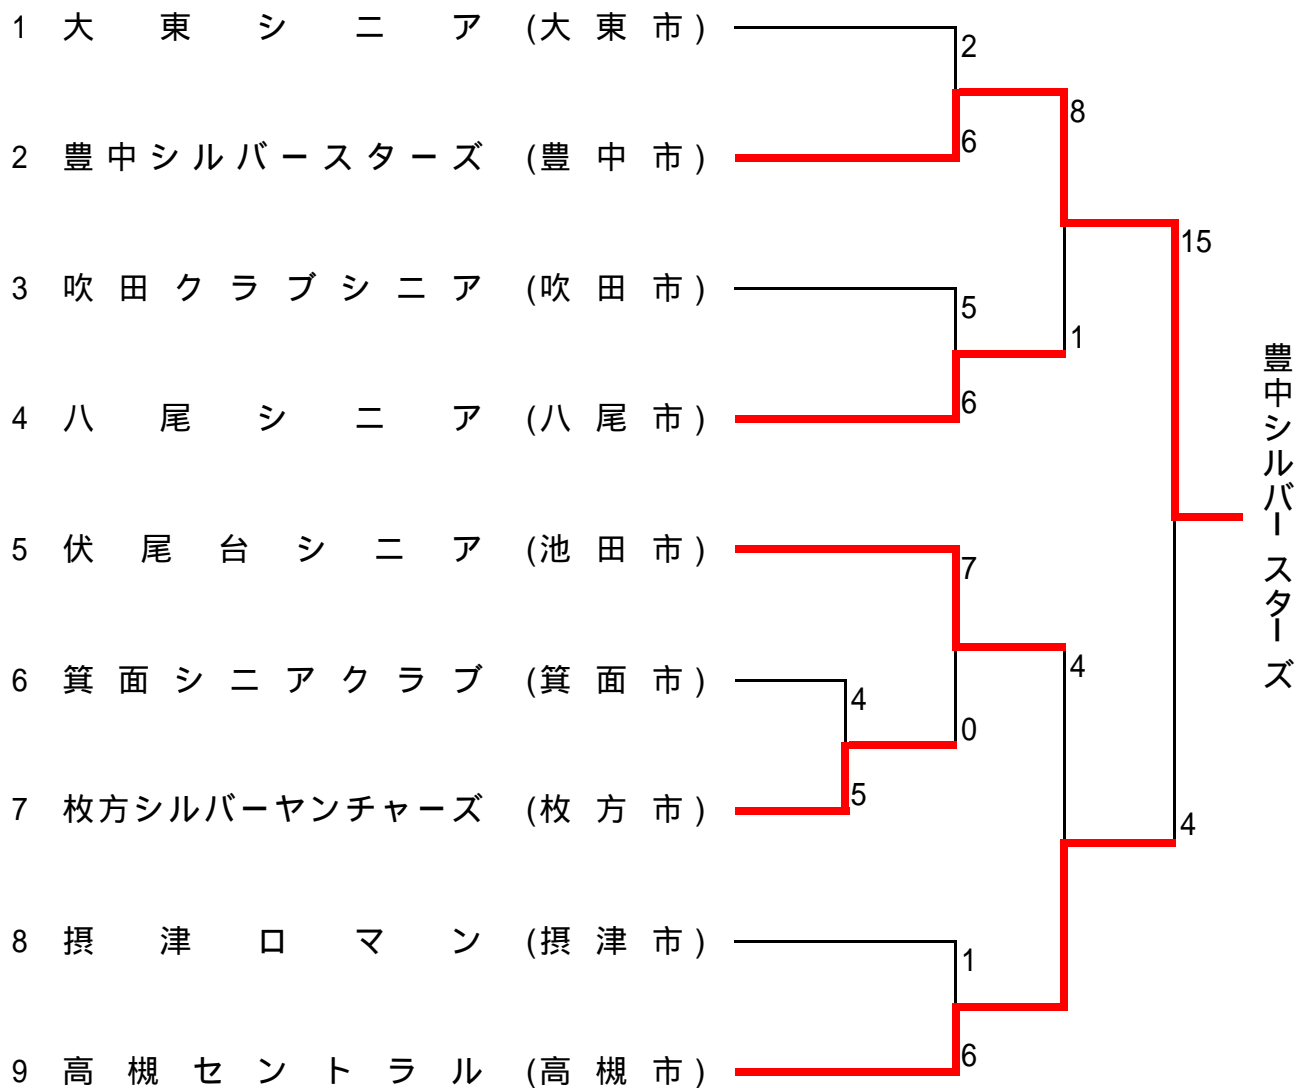 1 大東シニア (大東市)
2
8
2 豊中シルバースターズ (豊中市)
6
15
3 吹田クラブシニア (吹田市)
5
1
4 八尾シニア (八尾市)
6
豊中シルバースターズ
5 伏尾台シニア (池田市)
7
4
6 箕面シニアクラブ (箕面市)
4
0
7 枚方シルバーヤンチャーズ (枚方市)
5
4
8 摂津ロマン (摂津市)
1
9 高槻セントラル (高槻市)
6